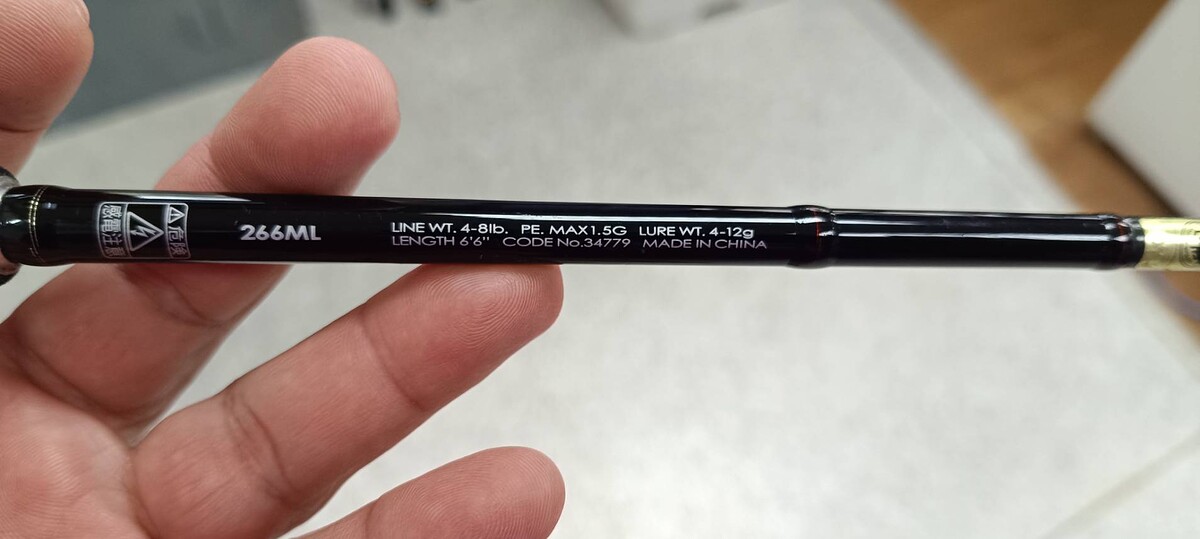 ⚠危険
感電注意
266ML
LINE WT. 4-8lb. PE. MAX1.5G LURE WT. 4-12g
LENGTH 6'6" CODE No.34779 MADE IN CHINA